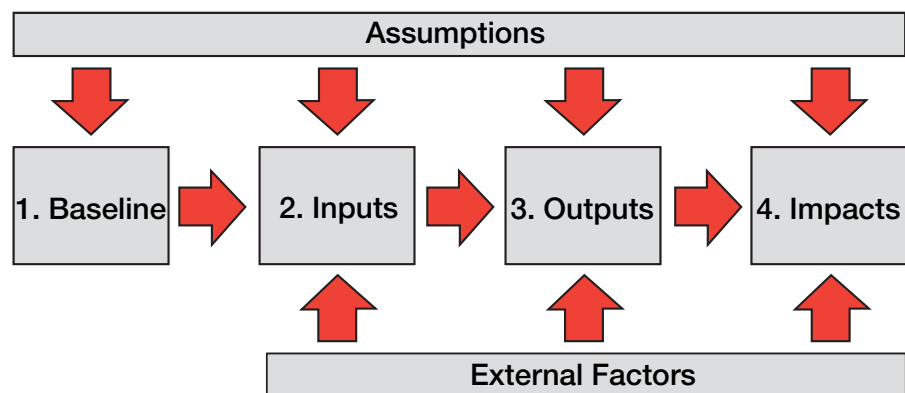 Assumptions
1. Baseline
2. Inputs
3. Outputs
4. Impacts
External Factors